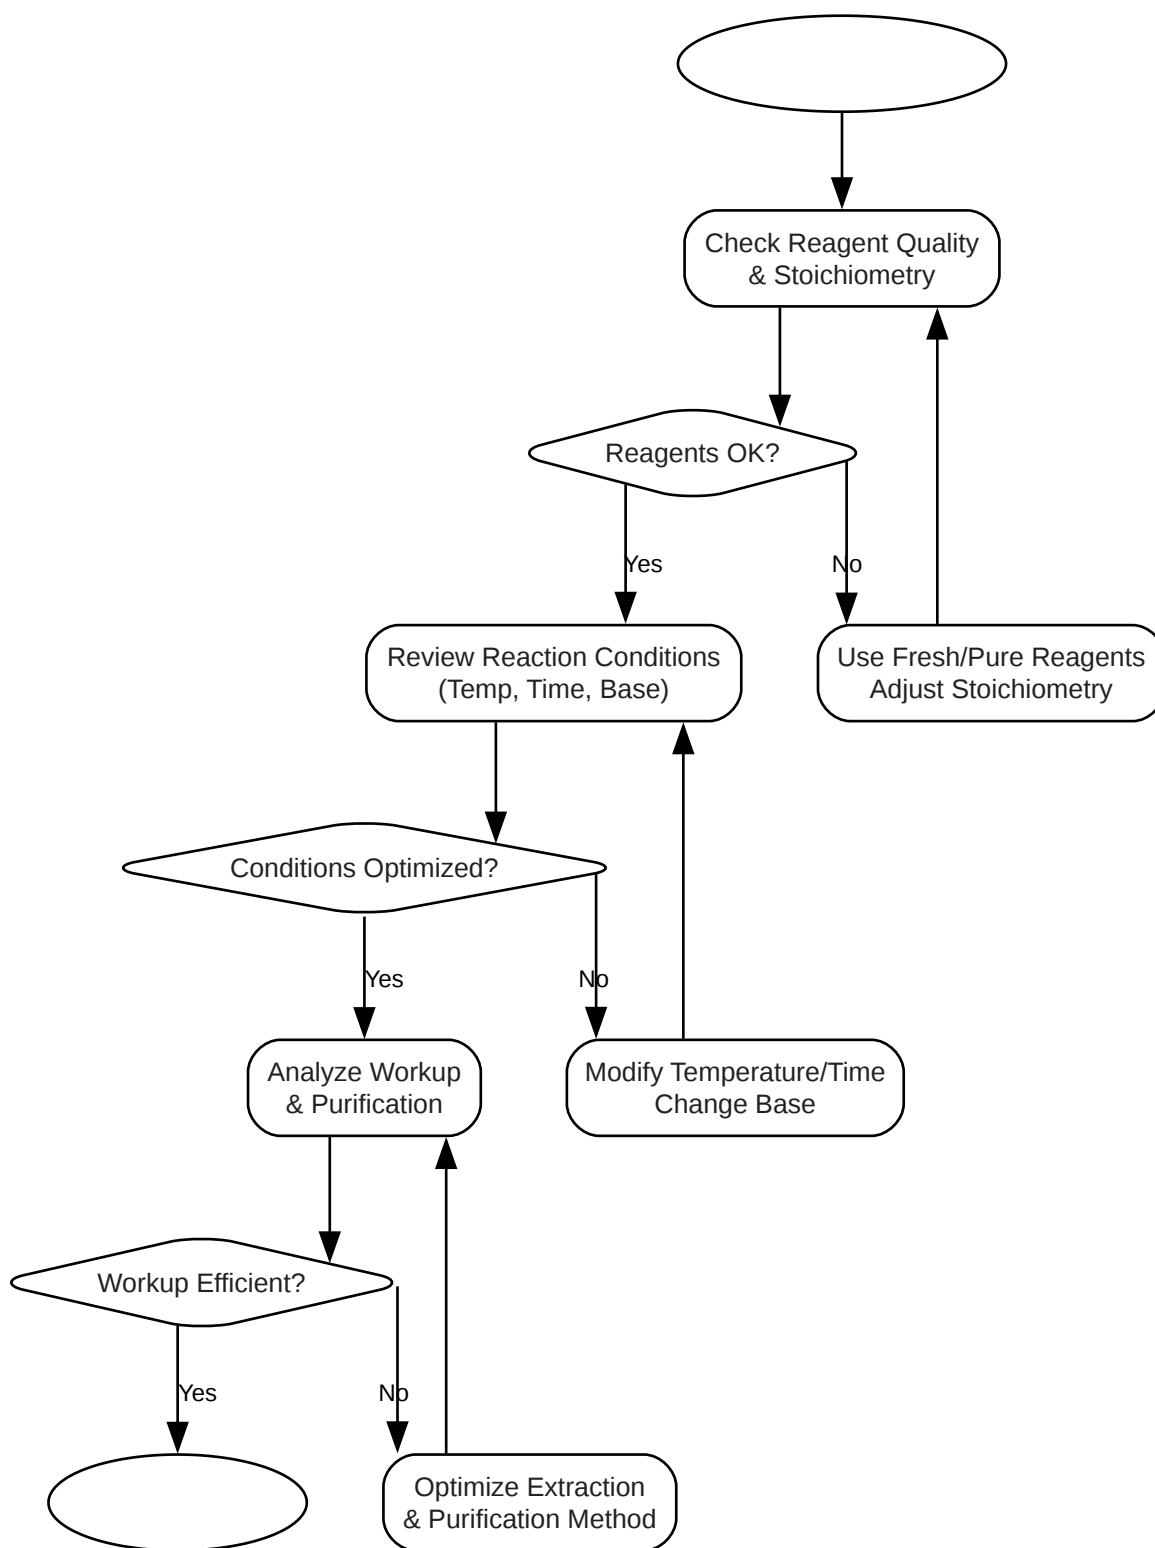 Check Reagent Quality
& Stoichiometry
Reagents OK?
Yes
No
Review Reaction Conditions
(Temp, Time, Base)
Use Fresh/Pure Reagents
Adjust Stoichiometry
Conditions Optimized?
Yes
No
Analyze Workup
& Purification
Modify Temperature/Time
Change Base
Workup Efficient?
Yes
No
Optimize Extraction
& Purification Method